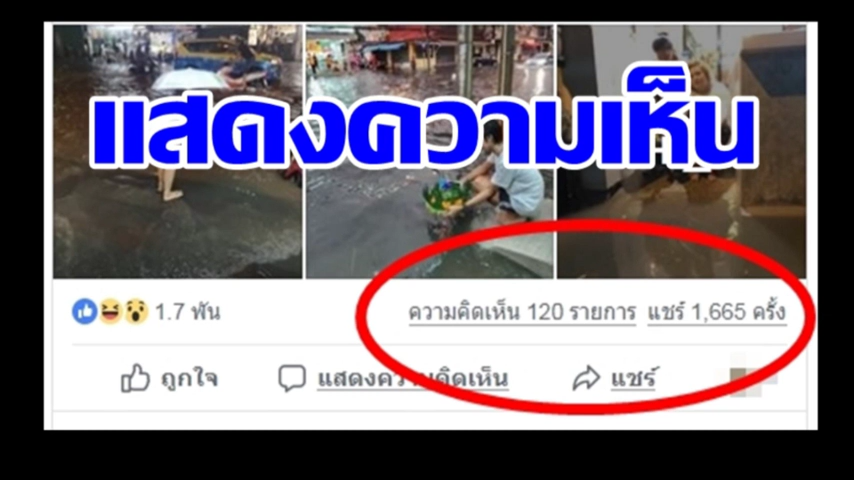 แสดงความเห็น
1.7 พัน ความคิดเห็น 120 รายการ แชร์ 1,665 ครั้ง
ถูกใจ แสดงความคิดเห็น แชร์